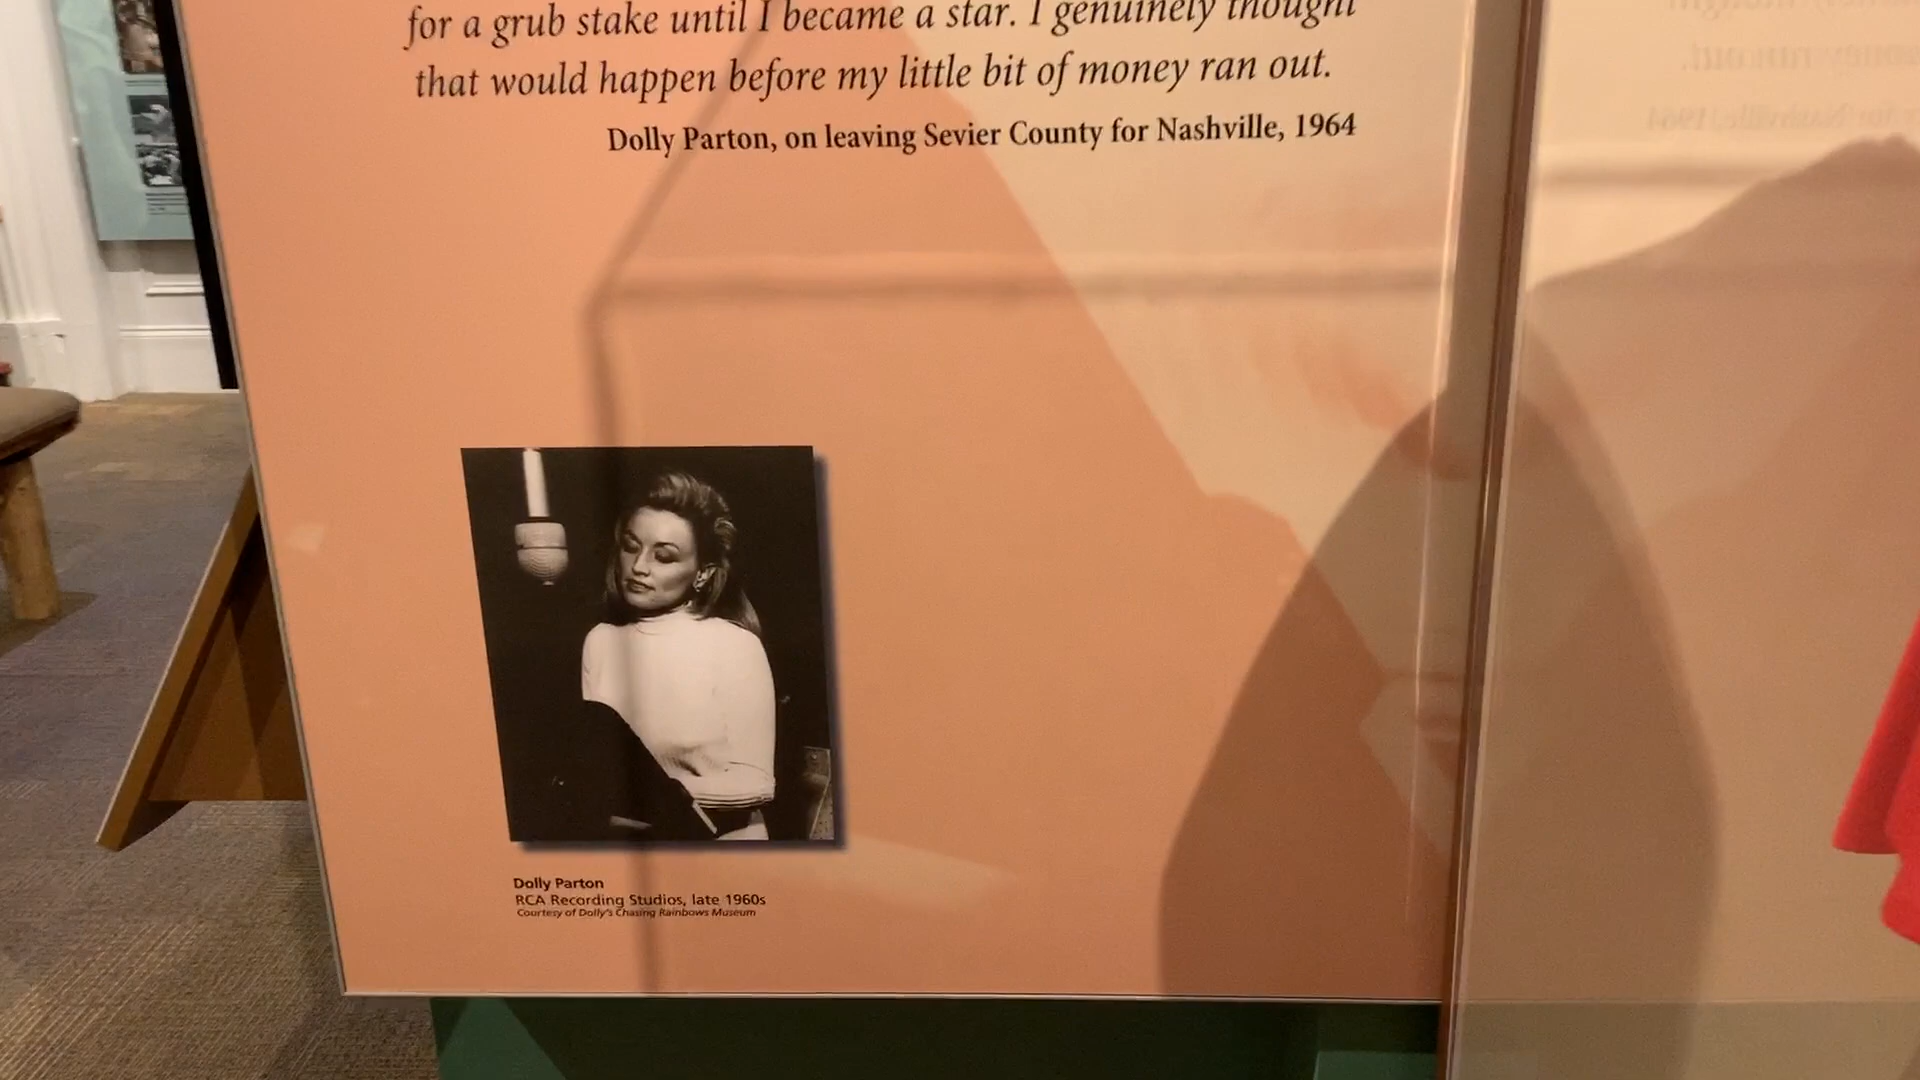 for a grub stake until I became a star. I genuinely thought
that would happen before my little bit of money ran out.
Dolly Parton, on leaving Sevier County for Nashville, 1964
Dolly Parton
RCA Recording Studios, late 1960s
Courtesy of Dolly's Chasing Rainbows Museum